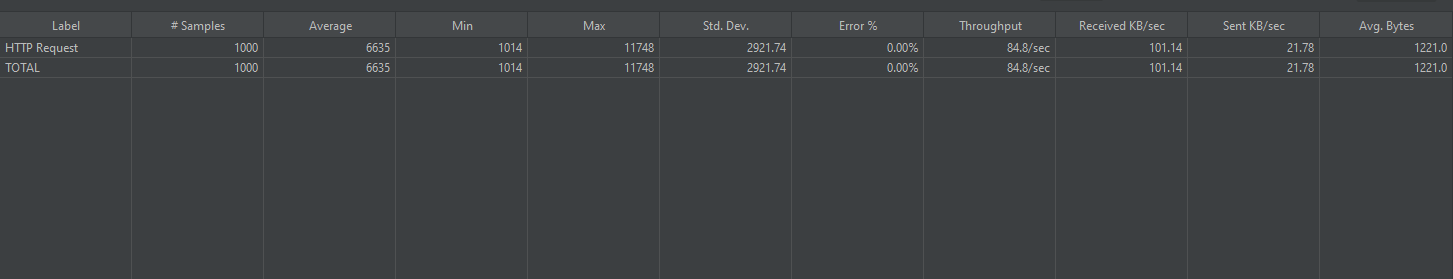 Label # Samples Average Min Max Std. Dev. Error % Throughput Received KB/sec Sent KB/sec Avg. Bytes
HTTP Request 1000 6635 1014 11748 2921.74 0.00% 84.8/sec 101.14 21.78 1221.0
TOTAL 1000 6635 1014 11748 2921.74 0.00% 84.8/sec 101.14 21.78 1221.0